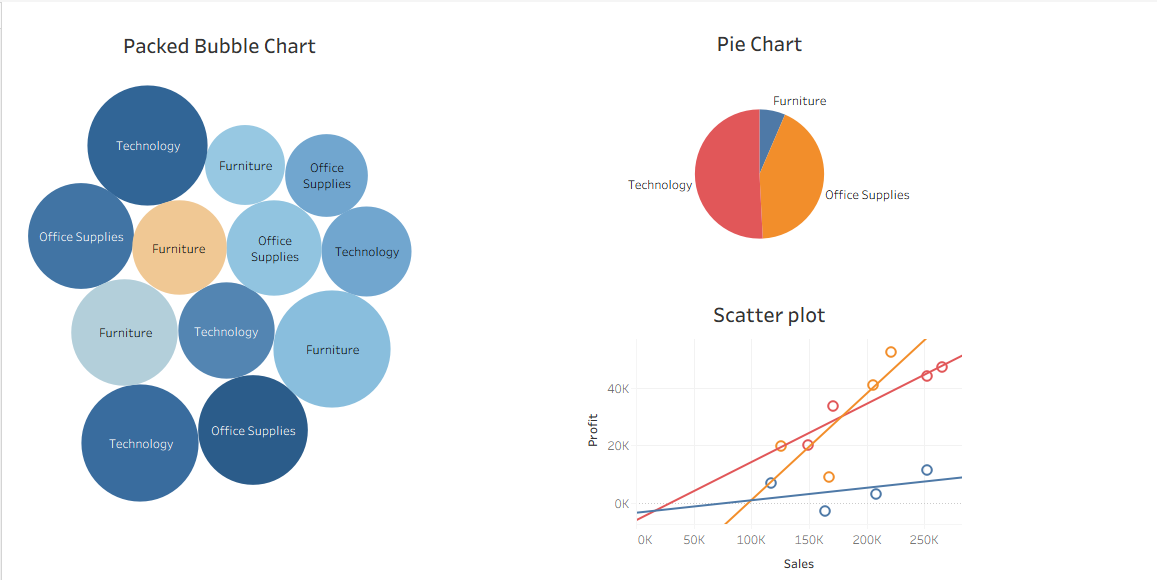 Packed Bubble Chart
Technology
Furniture
Office
Supplies
Office Supplies
Furniture
Office
Supplies
Technology
Furniture
Technology
Furniture
Technology
Office Supplies
Pie Chart
Furniture
Technology
Office Supplies
Scatter plot
Profit
40K
20K
0K
0K
50K
100K
150K
200K
250K
Sales